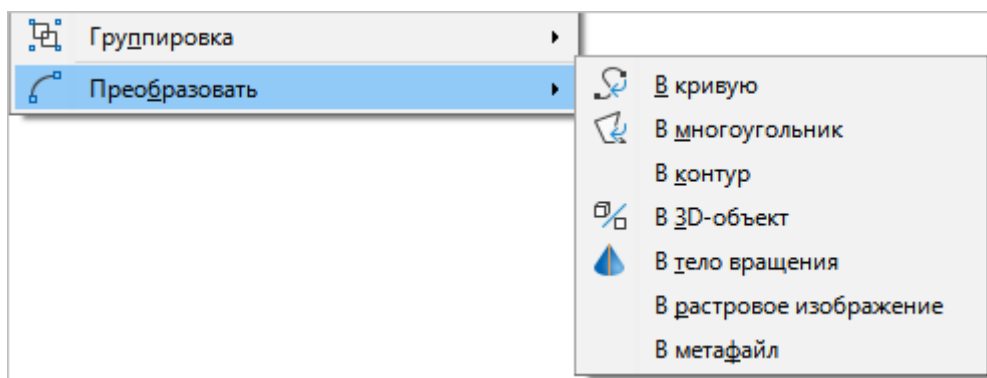 Группировка
Преобразовать
В кривую
В многоугольник
В контур
В 3D-объект
В тело вращения
В растровое изображение
В метафайл